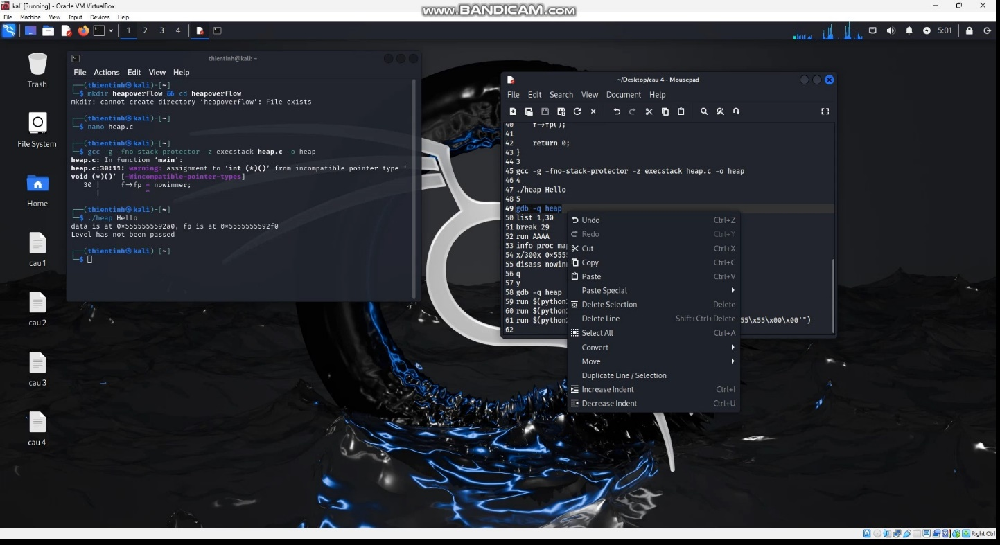 kali [Running] - Oracle VM VirtualBox
www.BANDICAM.com
File Machine View Input Devices Help
1 2 3 4
5:01
Trash
File System
Home
cau 1
cau 2
cau 3
cau 4
thientinh@kali: ~
File Actions Edit View Help
┌──(thientinh㉿kali)-[~]
└─$ mkdir heapoverflow && cd heapoverflow
mkdir: cannot create directory ‘heapoverflow’: File exists
┌──(thientinh㉿kali)-[~]
└─$ nano heap.c
┌──(thientinh㉿kali)-[~]
└─$ gcc -g -fno-stack-protector -z execstack heap.c -o heap
heap.c: In function ‘main’:
heap.c:30:11: warning: assignment to ‘int (*)()’ from incompatible pointer type ‘
void (*)()’ [-Wincompatible-pointer-types]
30 | f→fp = nowinner;
| ^
┌──(thientinh㉿kali)-[~]
└─$ ./heap Hello
data is at 0×5555555592a0, fp is at 0×5555555592f0
Level has not been passed
┌──(thientinh㉿kali)-[~]
└─$
~/Desktop/cau 4 - Mousepad
File Edit Search View Document Help
40 f→fp();
41
42 return 0;
43 }
44 3
45 gcc -g -fno-stack-protector -z execstack heap.c -o heap
46 4
47 ./heap Hello
48 5
49 gdb -q heap
50 list 1,30
51 break 29
52 run AAAA
53 info proc map
54 x/300x 0×555
55 disass nowin
56 q
57 y
58 gdb -q heap
59 run $(python
60 run $(python
61 run $(python 55\x55\x00\x00'")
62
Undo Ctrl+Z
Redo Ctrl+Y
Cut Ctrl+X
Copy Ctrl+C
Paste Ctrl+V
Paste Special
Delete Selection Delete
Delete Line Shift+Ctrl+Delete
Select All Ctrl+A
Convert
Move
Duplicate Line / Selection
Increase Indent Ctrl+I
Decrease Indent Ctrl+U
Right Ctrl